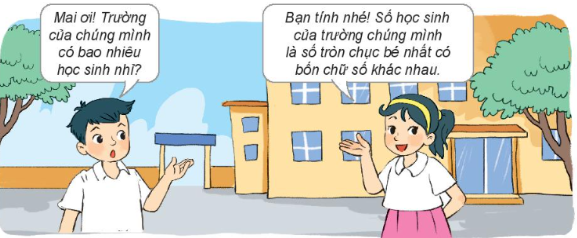 Mai ơi! Trường
của chúng mình
có bao nhiêu
học sinh nhỉ?
Bạn tính nhé! Số học sinh
của trường chúng mình
là số tròn chục bé nhất có
bốn chữ số khác nhau.